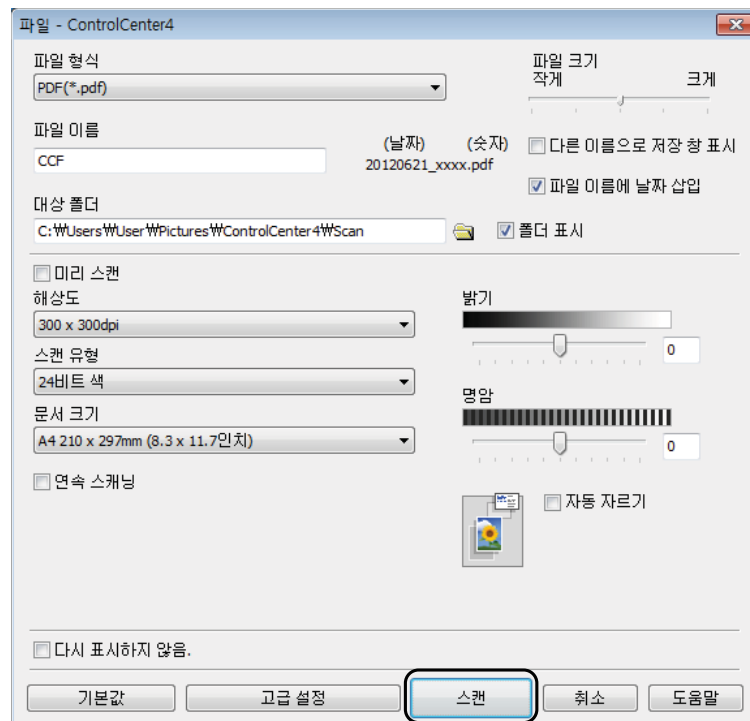 파일 - ControlCenter4
파일 형식
PDF(*.pdf)
파일 크기
작게 크게
파일 이름
CCF
(날짜) (숫자)
20120621_xxxx.pdf
다른 이름으로 저장 창 표시
파일 이름에 날짜 삽입
대상 폴더
C:₩Users₩User₩Pictures₩ControlCenter4₩Scan
폴더 표시
미리 스캔
해상도
300 x 300dpi
스캔 유형
24비트 색
문서 크기
A4 210 x 297mm (8.3 x 11.7인치)
연속 스캐닝
밝기
0
명암
0
자동 자르기
다시 표시하지 않음.
기본값 고급 설정 스캔 취소 도움말